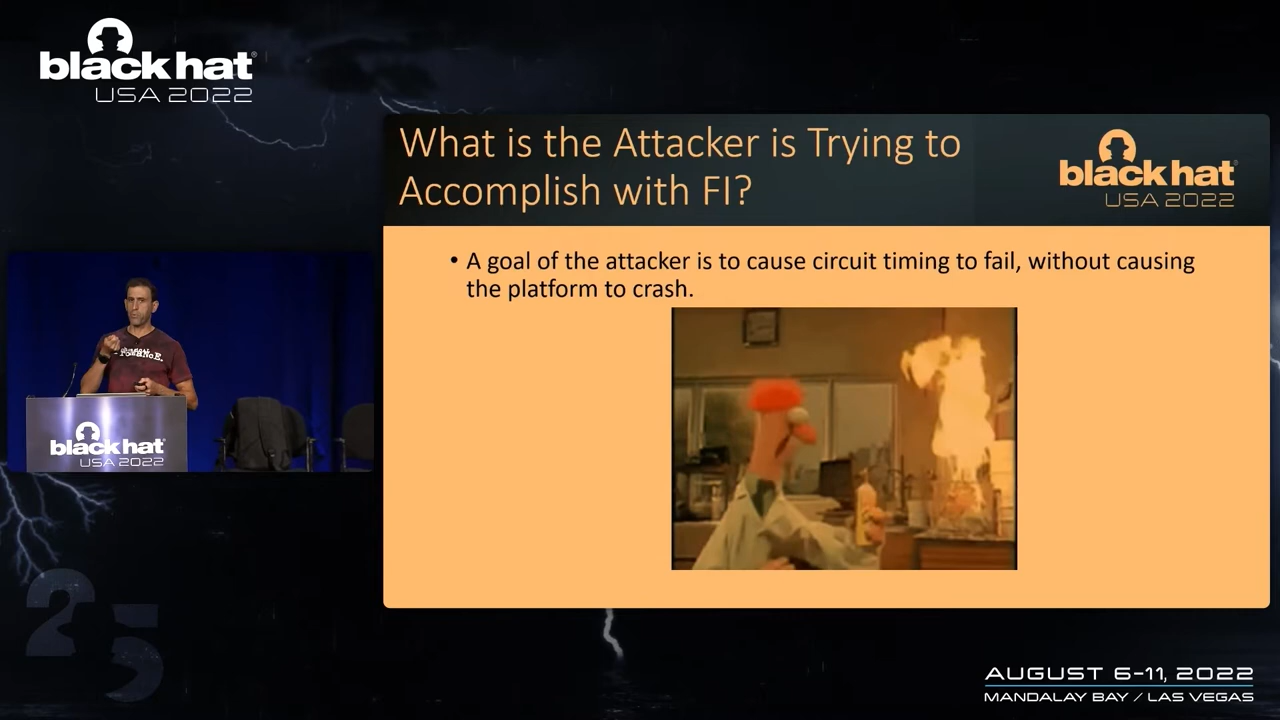 black hat®
USA 2022
What is the Attacker is Trying to
Accomplish with FI?
black hat®
USA 2022
• A goal of the attacker is to cause circuit timing to fail, without causing
the platform to crash.
black hat
USA 2022
25
AUGUST 6-11, 2022
MANDALAY BAY / LAS VEGAS